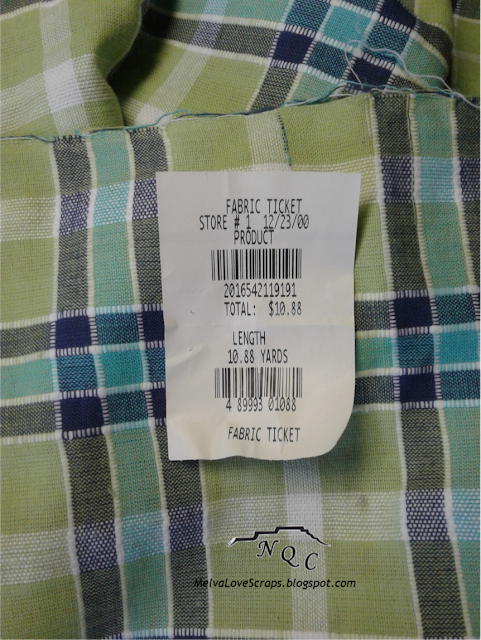 FABRIC TICKET
STORE # 1 12/23/00
PRODUCT
2016542119191
TOTAL: $10.88
LENGTH
10.88 YARDS
4 89993 01088
FABRIC TICKET
NQC
MelvaLoveScraps.blogspot.com